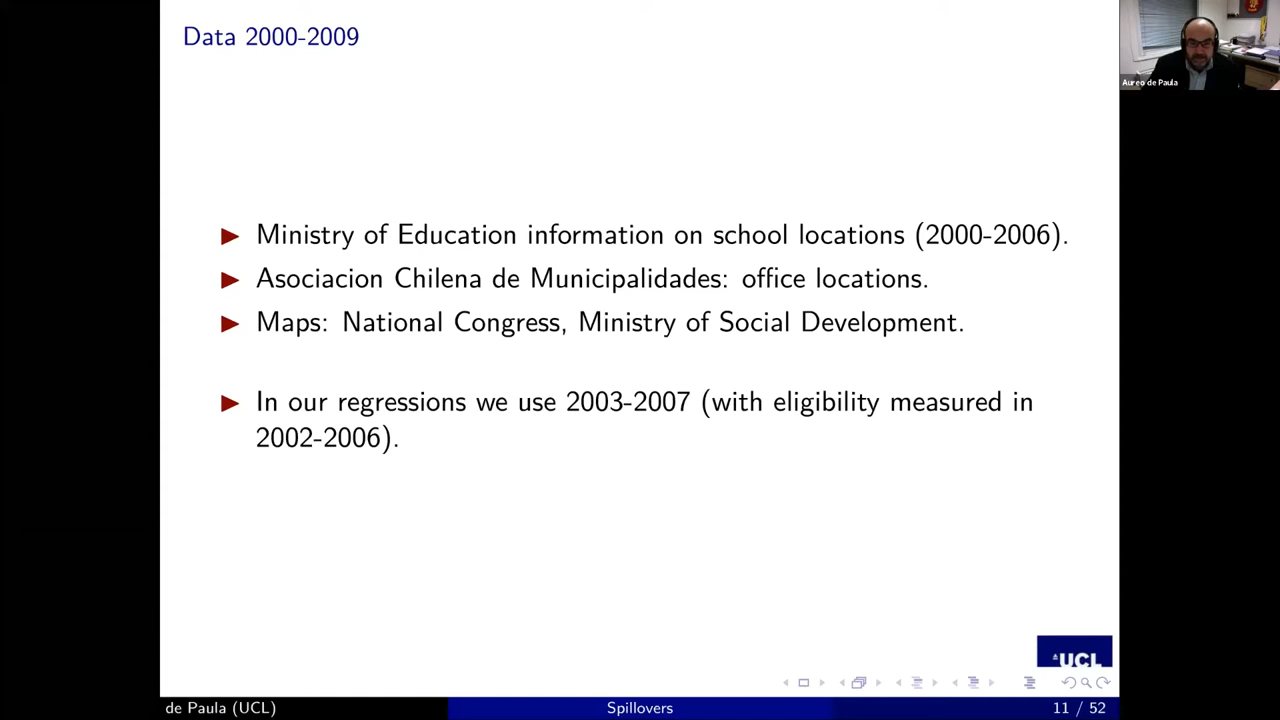 Data 2000-2009
Aureo de Paula
Ministry of Education information on school locations (2000-2006).
Asociacion Chilena de Municipalidades: office locations.
Maps: National Congress, Ministry of Social Development.
In our regressions we use 2003-2007 (with eligibility measured in
2002-2006).
UCL
de Paula (UCL)
Spillovers
11 / 52